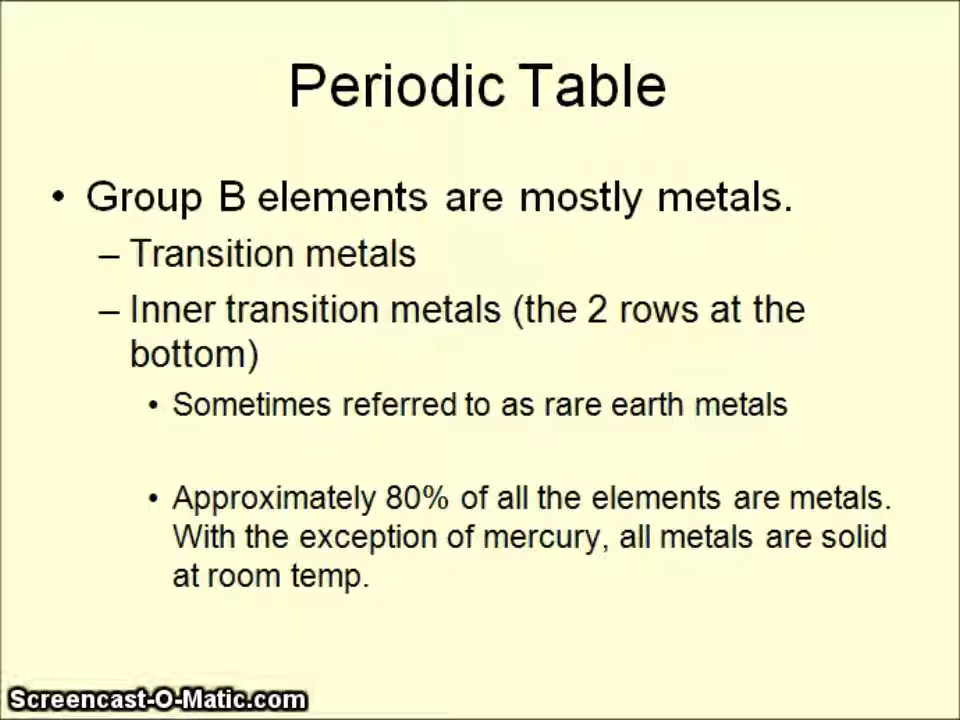 Periodic Table
• Group B elements are mostly metals.
– Transition metals
– Inner transition metals (the 2 rows at the
bottom)
• Sometimes referred to as rare earth metals
• Approximately 80% of all the elements are metals.
With the exception of mercury, all metals are solid
at room temp.
Screencast-O-Matic.com